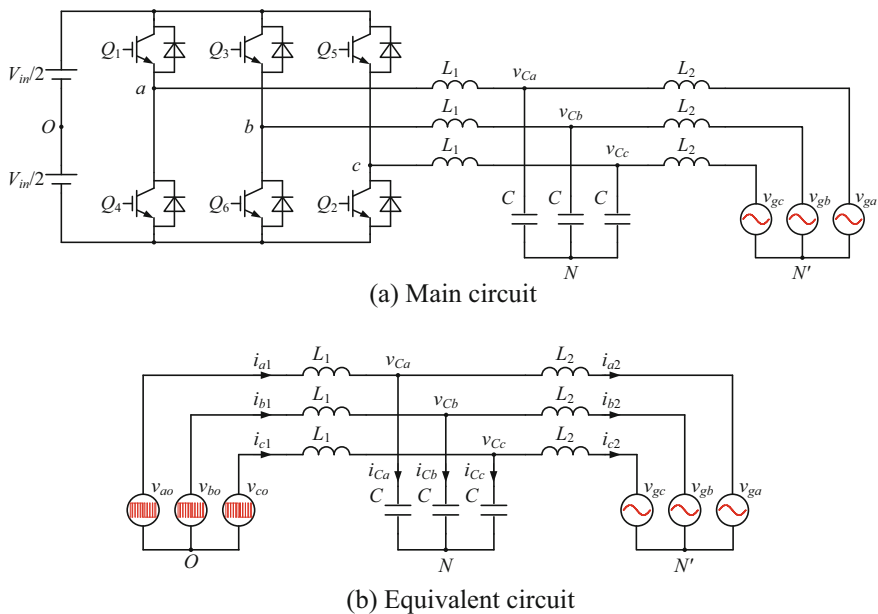 Q1 Q3 Q5
Vin/2
a
L1 vCa L2
O
b
L1 vCb L2
c
L1 vCc L2
Vin/2
Q4 Q6 Q2
C C C
vgc vgb vga
N N'
(a) Main circuit
ia1 L1 vCa L2 ia2
ib1 L1 vCb L2 ib2
ic1 L1 vCc L2 ic2
iCa iCb iCc
vao vbo vco
C C C
vgc vgb vga
O N N'
(b) Equivalent circuit